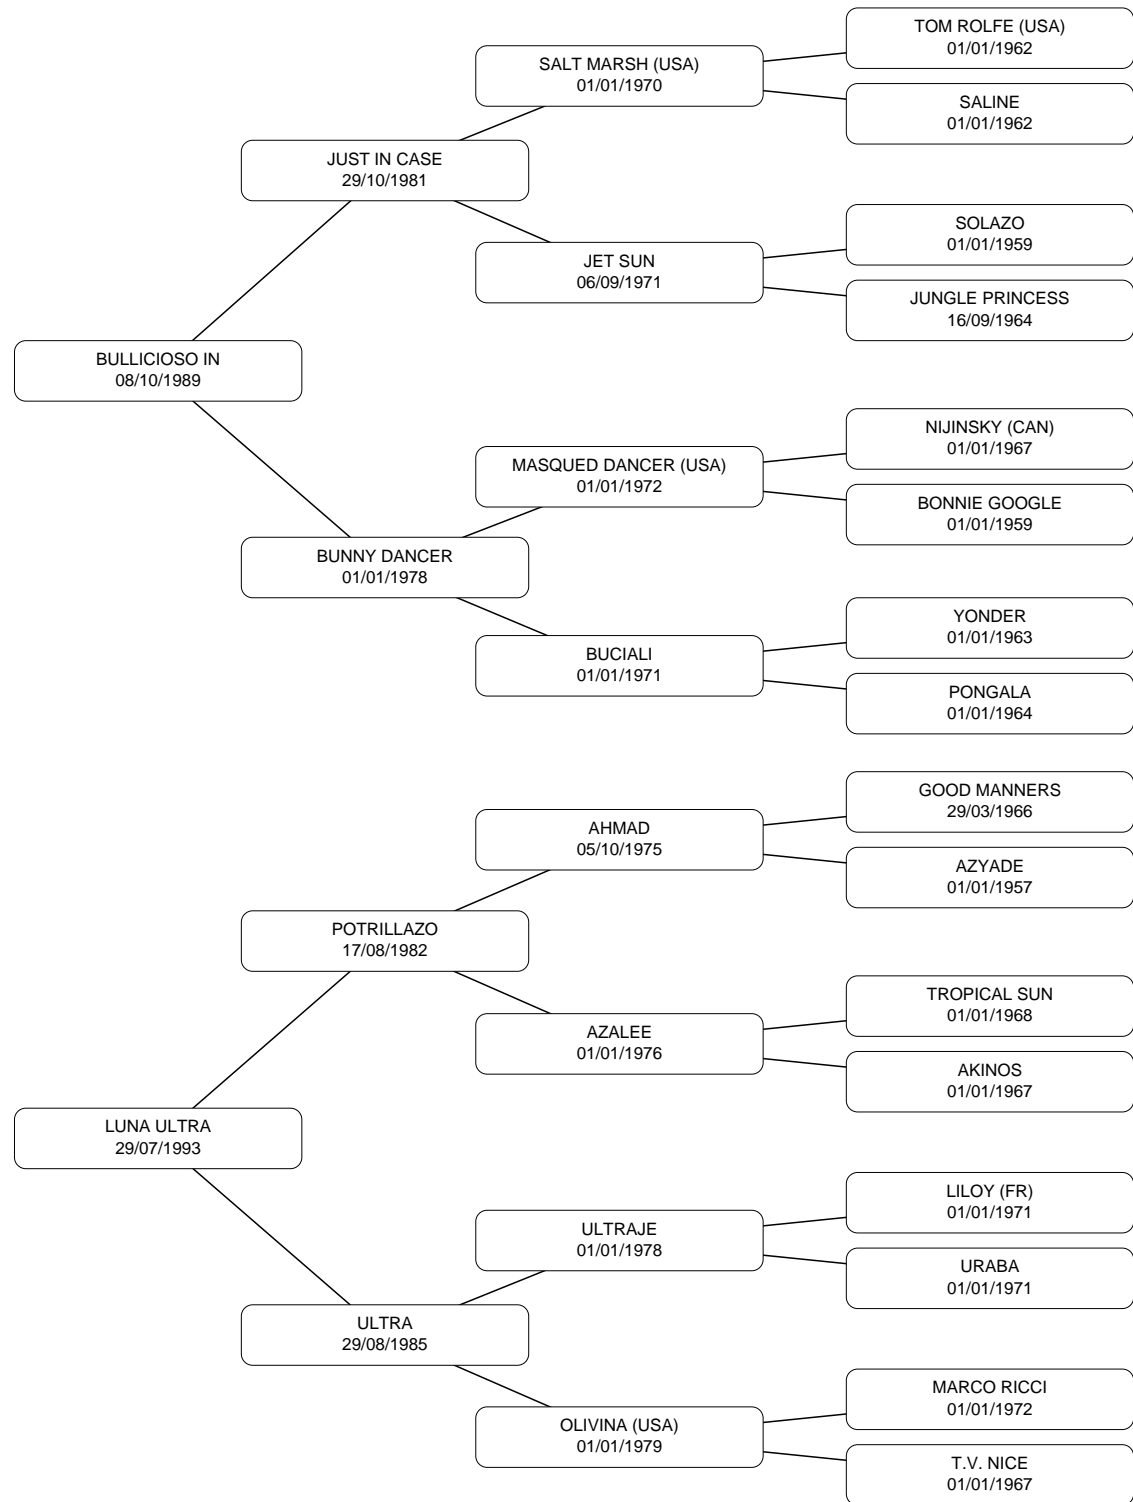 TOM ROLFE (USA)
01/01/1962
SALT MARSH (USA)
01/01/1970
SALINE
01/01/1962
JUST IN CASE
29/10/1981
SOLAZO
01/01/1959
JET SUN
06/09/1971
JUNGLE PRINCESS
16/09/1964
BULLICIOSO IN
08/10/1989
NIJINSKY (CAN)
01/01/1967
MASQUED DANCER (USA)
01/01/1972
BONNIE GOOGLE
01/01/1959
BUNNY DANCER
01/01/1978
YONDER
01/01/1963
BUCIALI
01/01/1971
PONGALA
01/01/1964
GOOD MANNERS
29/03/1966
AHMAD
05/10/1975
AZYADE
01/01/1957
POTRILLAZO
17/08/1982
TROPICAL SUN
01/01/1968
AZALEE
01/01/1976
AKINOS
01/01/1967
LUNA ULTRA
29/07/1993
LILOY (FR)
01/01/1971
ULTRAJE
01/01/1978
URABA
01/01/1971
ULTRA
29/08/1985
MARCO RICCI
01/01/1972
OLIVINA (USA)
01/01/1979
T.V. NICE
01/01/1967